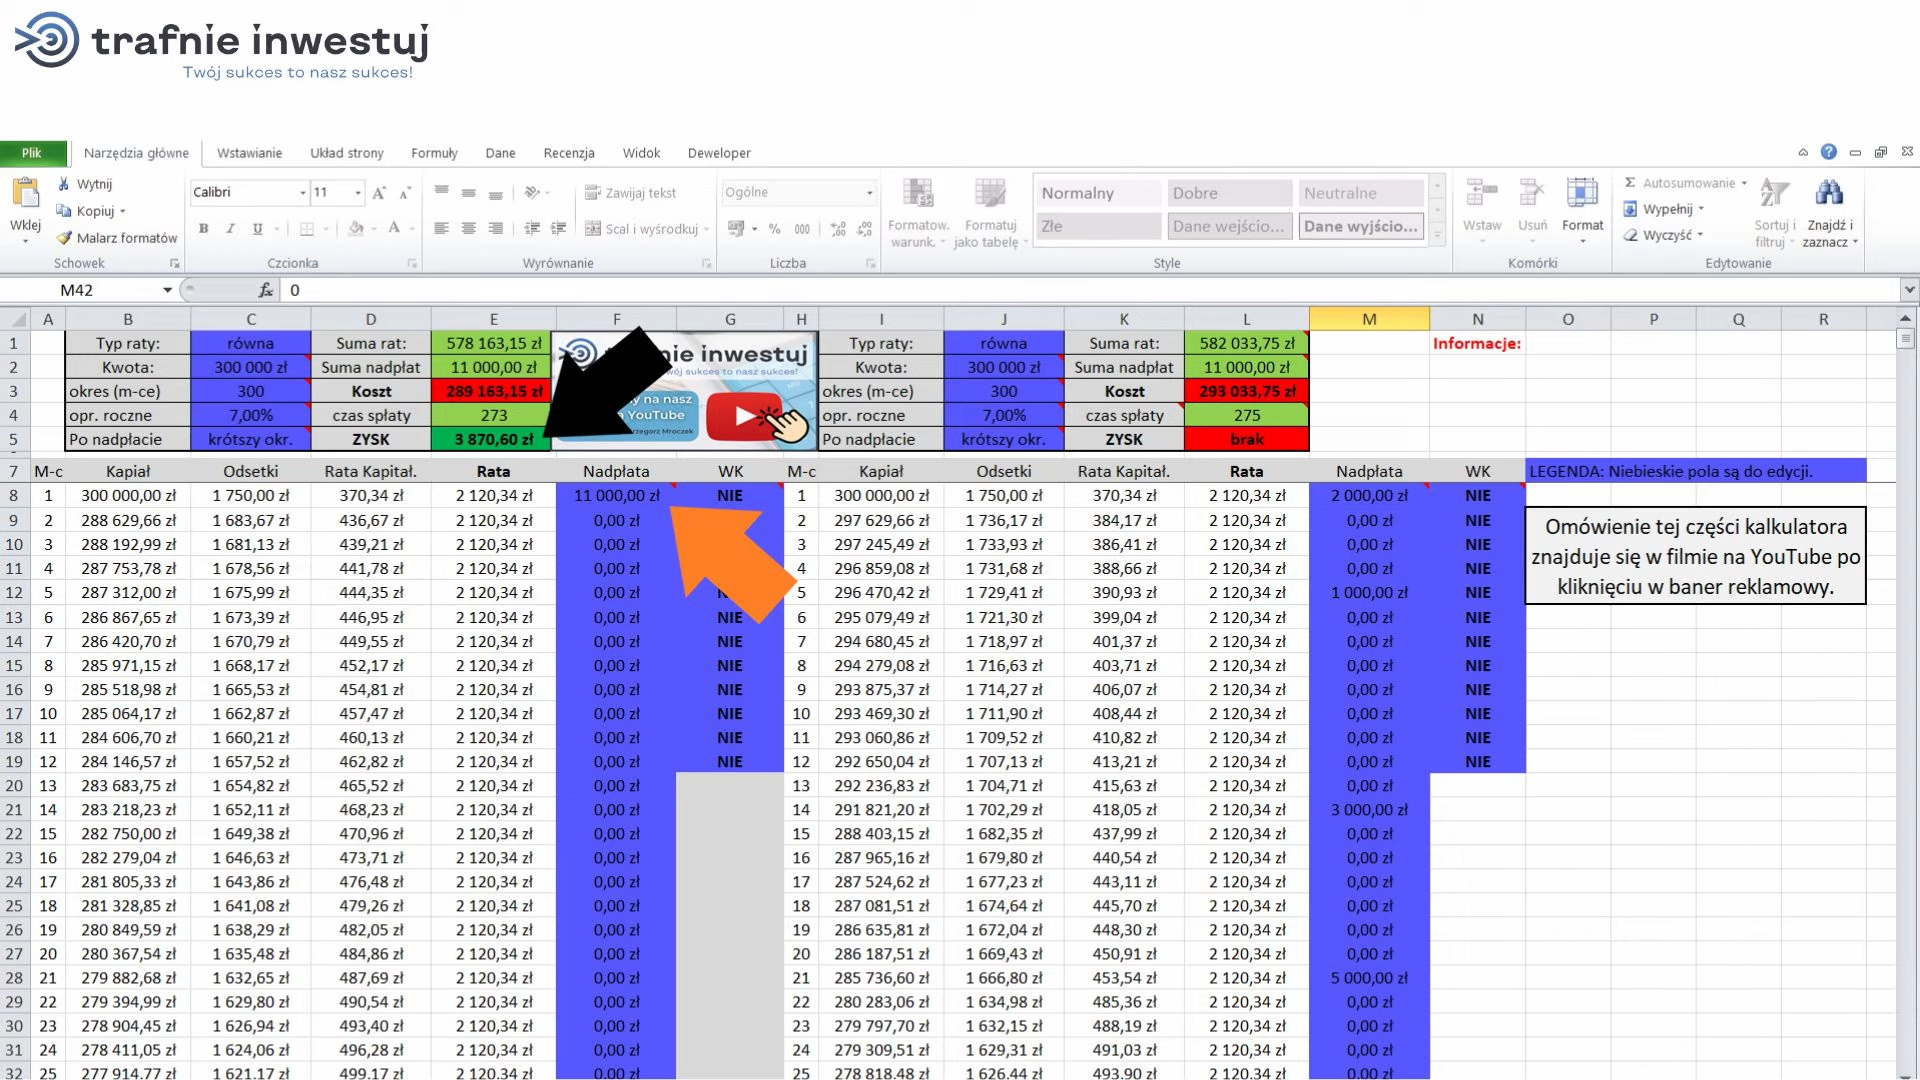 trafnie inwestuj
Twój sukces to nasz sukces!
Plik Narzędzia główne Wstawianie Układ strony Formuły Dane Recenzja Widok Deweloper
Wklej Wytnij Kopiuj Malarz formatów Schowek
Calibri 11 B I U A Czcionka
Zawijaj tekst Scal i wyśrodkuj Wyrównanie
Ogólne % 000 Liczba
Formatow. warunk. Formatuj jako tabelę
Normalny Dobre Neutralne
Złe Dane wejścio... Dane wyjścio...
Style
Wstaw Usuń Format Komórki
Σ Autosumowanie Wypełnij Wyczyść Sortuj i filtruj Znajdź i zaznacz Edytowanie
M42 fx 0
A B C D E F G H I J K L M N O P Q R
1 Typ raty: równa Suma rat: 578 163,15 zł Typ raty: równa Suma rat: 582 033,75 zł Informacje:
2 Kwota: 300 000 zł Suma nadpłat 11 000,00 zł Kwota: 300 000 zł Suma nadpłat 11 000,00 zł
3 okres (m-ce) 300 Koszt 289 163,15 zł okres (m-ce) 300 Koszt 293 033,75 zł
4 opr. roczne 7,00% czas spłaty 273 opr. roczne 7,00% czas spłaty 275
5 Po nadpłacie krótszy okr. ZYSK 3 870,60 zł Po nadpłacie krótszy okr. ZYSK brak
nie inwestuj
sukces to nasz sukces!
na nasz
YouTube
Mroczek
7 M-c Kapiał Odsetki Rata Kapitał. Rata Nadpłata WK M-c Kapiał Odsetki Rata Kapitał. Rata Nadpłata WK LEGENDA: Niebieskie pola są do edycji.
8 1 300 000,00 zł 1 750,00 zł 370,34 zł 2 120,34 zł 11 000,00 zł NIE 1 300 000,00 zł 1 750,00 zł 370,34 zł 2 120,34 zł 2 000,00 zł NIE
9 2 288 629,66 zł 1 683,67 zł 436,67 zł 2 120,34 zł 0,00 zł 2 297 629,66 zł 1 736,17 zł 384,17 zł 2 120,34 zł 0,00 zł NIE
10 3 288 192,99 zł 1 681,13 zł 439,21 zł 2 120,34 zł 0,00 zł 3 297 245,49 zł 1 733,93 zł 386,41 zł 2 120,34 zł 0,00 zł NIE
11 4 287 753,78 zł 1 678,56 zł 441,78 zł 2 120,34 zł 0,00 zł 4 296 859,08 zł 1 731,68 zł 388,66 zł 2 120,34 zł 0,00 zł NIE
12 5 287 312,00 zł 1 675,99 zł 444,35 zł 2 120,34 zł 0,00 zł 5 296 470,42 zł 1 729,41 zł 390,93 zł 2 120,34 zł 1 000,00 zł NIE
13 6 286 867,65 zł 1 673,39 zł 446,95 zł 2 120,34 zł 0,00 zł NIE 6 295 079,49 zł 1 721,30 zł 399,04 zł 2 120,34 zł 0,00 zł NIE
14 7 286 420,70 zł 1 670,79 zł 449,55 zł 2 120,34 zł 0,00 zł NIE 7 294 680,45 zł 1 718,97 zł 401,37 zł 2 120,34 zł 0,00 zł NIE
15 8 285 971,15 zł 1 668,17 zł 452,17 zł 2 120,34 zł 0,00 zł NIE 8 294 279,08 zł 1 716,63 zł 403,71 zł 2 120,34 zł 0,00 zł NIE
16 9 285 518,98 zł 1 665,53 zł 454,81 zł 2 120,34 zł 0,00 zł NIE 9 293 875,37 zł 1 714,27 zł 406,07 zł 2 120,34 zł 0,00 zł NIE
17 10 285 064,17 zł 1 662,87 zł 457,47 zł 2 120,34 zł 0,00 zł NIE 10 293 469,30 zł 1 711,90 zł 408,44 zł 2 120,34 zł 0,00 zł NIE
18 11 284 606,70 zł 1 660,21 zł 460,13 zł 2 120,34 zł 0,00 zł NIE 11 293 060,86 zł 1 709,52 zł 410,82 zł 2 120,34 zł 0,00 zł NIE
19 12 284 146,57 zł 1 657,52 zł 462,82 zł 2 120,34 zł 0,00 zł NIE 12 292 650,04 zł 1 707,13 zł 413,21 zł 2 120,34 zł 0,00 zł NIE
20 13 283 683,75 zł 1 654,82 zł 465,52 zł 2 120,34 zł 0,00 zł 13 292 236,83 zł 1 704,71 zł 415,63 zł 2 120,34 zł 0,00 zł
21 14 283 218,23 zł 1 652,11 zł 468,23 zł 2 120,34 zł 0,00 zł 14 291 821,20 zł 1 702,29 zł 418,05 zł 2 120,34 zł 3 000,00 zł
22 15 282 750,00 zł 1 649,38 zł 470,96 zł 2 120,34 zł 0,00 zł 15 288 403,15 zł 1 682,35 zł 437,99 zł 2 120,34 zł 0,00 zł
23 16 282 279,04 zł 1 646,63 zł 473,71 zł 2 120,34 zł 0,00 zł 16 287 965,16 zł 1 679,80 zł 440,54 zł 2 120,34 zł 0,00 zł
24 17 281 805,33 zł 1 643,86 zł 476,48 zł 2 120,34 zł 0,00 zł 17 287 524,62 zł 1 677,23 zł 443,11 zł 2 120,34 zł 0,00 zł
25 18 281 328,85 zł 1 641,08 zł 479,26 zł 2 120,34 zł 0,00 zł 18 287 081,51 zł 1 674,64 zł 445,70 zł 2 120,34 zł 0,00 zł
26 19 280 849,59 zł 1 638,29 zł 482,05 zł 2 120,34 zł 0,00 zł 19 286 635,81 zł 1 672,04 zł 448,30 zł 2 120,34 zł 0,00 zł
27 20 280 367,54 zł 1 635,48 zł 484,86 zł 2 120,34 zł 0,00 zł 20 286 187,51 zł 1 669,43 zł 450,91 zł 2 120,34 zł 0,00 zł
28 21 279 882,68 zł 1 632,65 zł 487,69 zł 2 120,34 zł 0,00 zł 21 285 736,60 zł 1 666,80 zł 453,54 zł 2 120,34 zł 5 000,00 zł
29 22 279 394,99 zł 1 629,80 zł 490,54 zł 2 120,34 zł 0,00 zł 22 280 283,06 zł 1 634,98 zł 485,36 zł 2 120,34 zł 0,00 zł
30 23 278 904,45 zł 1 626,94 zł 493,40 zł 2 120,34 zł 0,00 zł 23 279 797,70 zł 1 632,15 zł 488,19 zł 2 120,34 zł 0,00 zł
31 24 278 411,05 zł 1 624,06 zł 496,28 zł 2 120,34 zł 0,00 zł 24 279 309,51 zł 1 629,31 zł 491,03 zł 2 120,34 zł 0,00 zł
32 25 277 914,77 zł 1 621,17 zł 499,17 zł 2 120,34 zł 0,00 zł 25 278 818,48 zł 1 626,44 zł 493,90 zł 2 120,34 zł 0,00 zł
Omówienie tej części kalkulatora
znajduje się w filmie na YouTube po
kliknięciu w baner reklamowy.